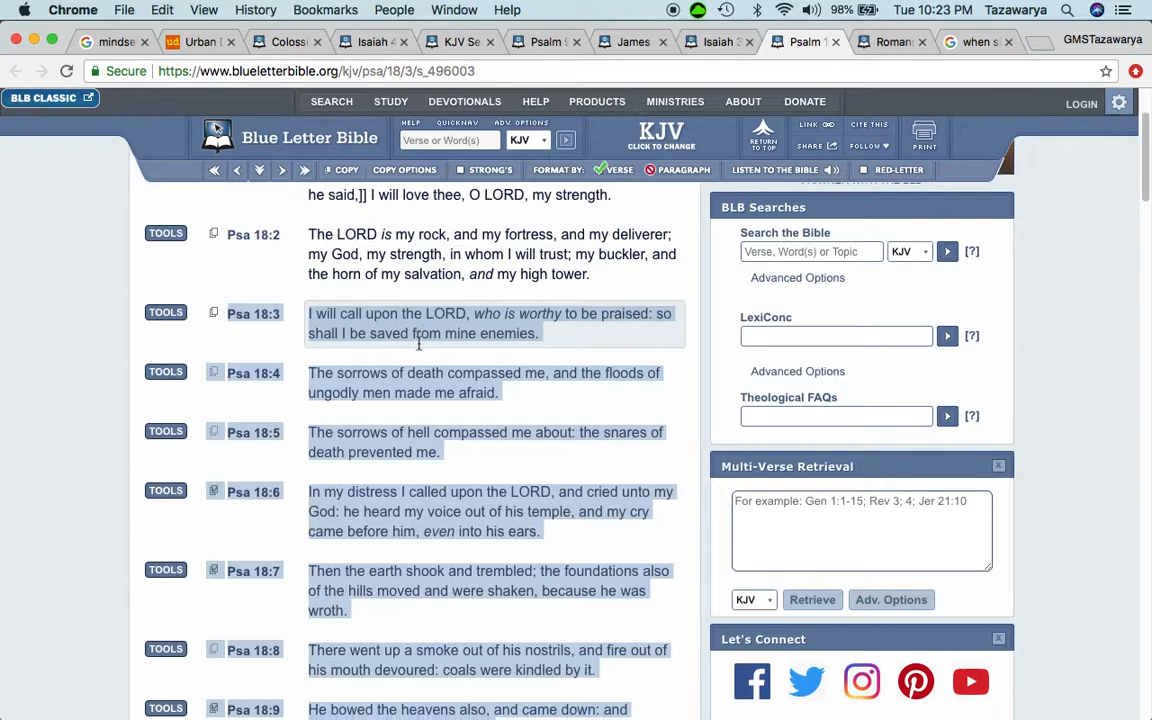 Chrome File Edit View History Bookmarks People Window Help 98% Tue 10:23 PM Tazawarya
mindse Urban D Colossi Isaiah 4 KJV Sea Psalm 9 James Isaiah 3 Psalm 1 Romans when si GMSTazawarya
Secure https://www.blueletterbible.org/kjv/psa/18/3/s_496003
BLB CLASSIC SEARCH STUDY DEVOTIONALS HELP PRODUCTS MINISTRIES ABOUT DONATE LOGIN
HELP QUICKNAV ADV. OPTIONS
Blue Letter Bible Verse or Word(s) KJV KJV CLICK TO CHANGE RETURN TO TOP LINK CITE THIS SHARE FOLLOW PRINT
COPY COPY OPTIONS STRONG'S FORMAT BY: VERSE PARAGRAPH LISTEN TO THE BIBLE RED-LETTER
he said,]] I will love thee, O LORD, my strength.
TOOLS Psa 18:2 The LORD is my rock, and my fortress, and my deliverer;
my God, my strength, in whom I will trust; my buckler, and
the horn of my salvation, and my high tower.
TOOLS Psa 18:3 I will call upon the LORD, who is worthy to be praised: so
shall I be saved from mine enemies.
TOOLS Psa 18:4 The sorrows of death compassed me, and the floods of
ungodly men made me afraid.
TOOLS Psa 18:5 The sorrows of hell compassed me about: the snares of
death prevented me.
TOOLS Psa 18:6 In my distress I called upon the LORD, and cried unto my
God: he heard my voice out of his temple, and my cry
came before him, even into his ears.
TOOLS Psa 18:7 Then the earth shook and trembled; the foundations also
of the hills moved and were shaken, because he was
wroth.
TOOLS Psa 18:8 There went up a smoke out of his nostrils, and fire out of
his mouth devoured: coals were kindled by it.
TOOLS Psa 18:9 He bowed the heavens also, and came down: and
BLB Searches
Search the Bible
Verse, Word(s) or Topic KJV [?]
Advanced Options
LexiConc
Advanced Options
Theological FAQs
[?]
Multi-Verse Retrieval x
For example: Gen 1:1-15; Rev 3; 4; Jer 21:10
KJV Retrieve Adv. Options
Let's Connect x